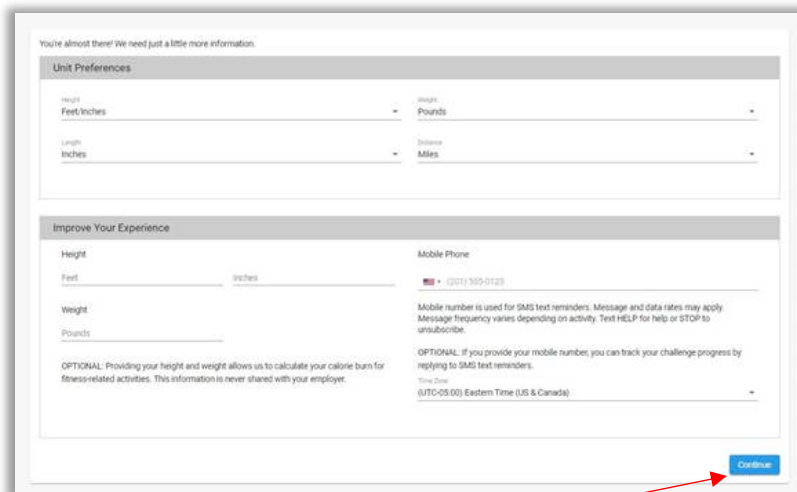 You're almost there! We need just a little more information.
Unit Preferences
Height
Feet/Inches
Weight
Pounds
Length
Inches
Distance
Miles
Improve Your Experience
Height
Feet
Inches
Weight
Pounds
OPTIONAL: Providing your height and weight allows us to calculate your calorie burn for
fitness-related activities. This information is never shared with your employer.
Mobile Phone
(201) 555-0123
Mobile number is used for SMS text reminders. Message and data rates may apply.
Message frequency varies depending on activity. Text HELP for help or STOP to
unsubscribe.
OPTIONAL: If you provide your mobile number, you can track your challenge progress by
replying to SMS text reminders.
Time Zone
(UTC-05:00) Eastern Time (US & Canada)
Continue